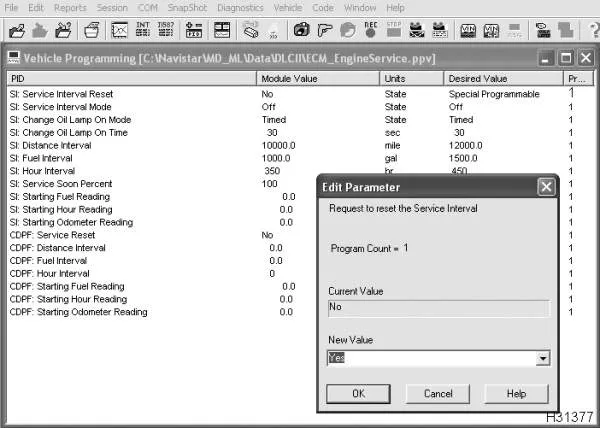 File Edit Reports Session COM SnapShot Diagnostics Vehicle Code Window Help
INT 11587 REC STOP VIN VIN
Vehicle Programming [C:\Navistar\MD_ML\Data\DLCII\ECM_EngineService.ppv]
PID Module Value Units Desired Value Pr...
SI: Service Interval Reset No State Special Programmable 1
SI: Service Interval Mode Off State Off 1
SI: Change Oil Lamp On Mode Timed State Timed 1
SI: Change Oil Lamp On Time 30 sec 30 1
SI: Distance Interval 10000.0 mile 12000.0 1
SI: Fuel Interval 1000.0 gal 1500.0 1
SI: Hour Interval 350 hr 450 1
SI: Service Soon Percent 100 1
SI: Starting Fuel Reading 0.0 1
SI: Starting Hour Reading 0.0 1
SI: Starting Odometer Reading 0.0 1
CDPF: Service Reset No 1
CDPF: Distance Interval 0.0 1
CDPF: Fuel Interval 0.0 1
CDPF: Hour Interval 0 1
CDPF: Starting Fuel Reading 0.0 1
CDPF: Starting Hour Reading 0.0 1
CDPF: Starting Odometer Reading 0.0 1
Edit Parameter
Request to reset the Service Interval
Program Count = 1
Current Value
No
New Value
Yes
OK Cancel Help
H31377